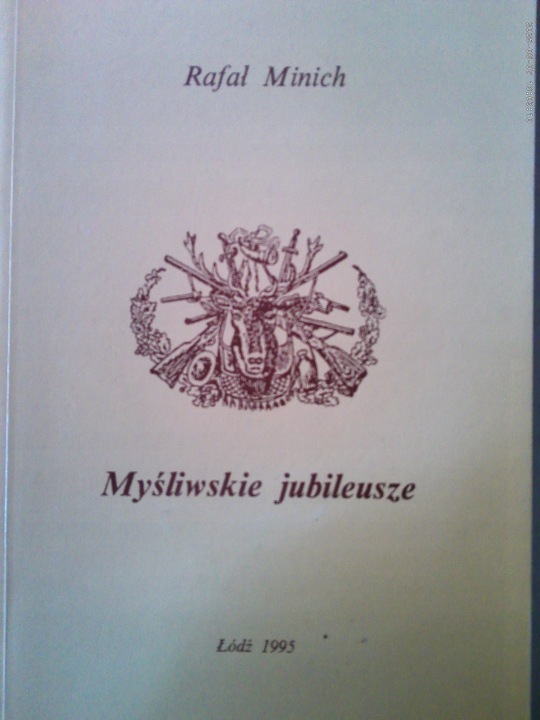 Rafał Minich
Myśliwskie jubileusze
Łódź 1995